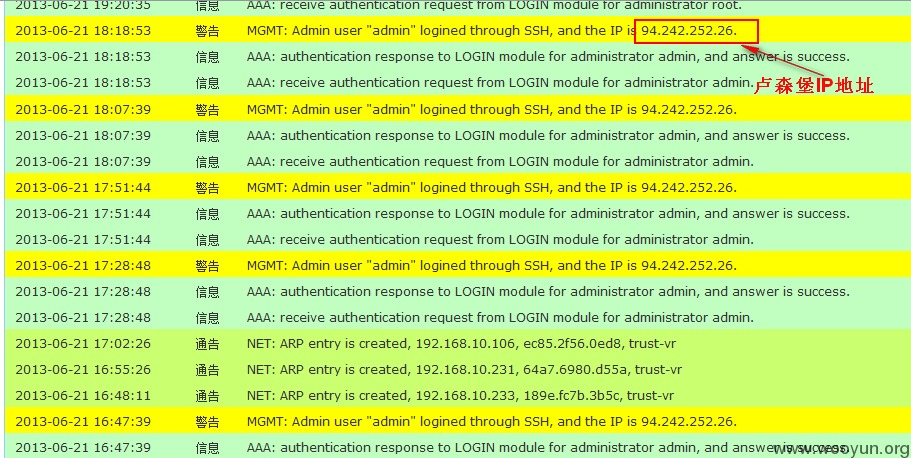 2013-06-21 19:20:35 信息 AAA: receive authentication request from LOGIN module for administrator root.
2013-06-21 18:18:53 警告 MGMT: Admin user "admin" logined through SSH, and the IP is 94.242.252.26.
2013-06-21 18:18:53 信息 AAA: authentication response to LOGIN module for administrator admin, and answer is success.
2013-06-21 18:18:53 信息 AAA: receive authentication request from LOGIN module for administrator admin.
卢森堡IP地址
2013-06-21 18:07:39 警告 MGMT: Admin user "admin" logined through SSH, and the IP is 94.242.252.26.
2013-06-21 18:07:39 信息 AAA: authentication response to LOGIN module for administrator admin, and answer is success.
2013-06-21 18:07:39 信息 AAA: receive authentication request from LOGIN module for administrator admin.
2013-06-21 17:51:44 警告 MGMT: Admin user "admin" logined through SSH, and the IP is 94.242.252.26.
2013-06-21 17:51:44 信息 AAA: authentication response to LOGIN module for administrator admin, and answer is success.
2013-06-21 17:51:44 信息 AAA: receive authentication request from LOGIN module for administrator admin.
2013-06-21 17:28:48 警告 MGMT: Admin user "admin" logined through SSH, and the IP is 94.242.252.26.
2013-06-21 17:28:48 信息 AAA: authentication response to LOGIN module for administrator admin, and answer is success.
2013-06-21 17:28:48 信息 AAA: receive authentication request from LOGIN module for administrator admin.
2013-06-21 17:02:26 通告 NET: ARP entry is created, 192.168.10.106, ec85.2f56.0ed8, trust-vr
2013-06-21 16:55:26 通告 NET: ARP entry is created, 192.168.10.231, 64a7.6980.d55a, trust-vr
2013-06-21 16:48:11 通告 NET: ARP entry is created, 192.168.10.233, 189e.fc7b.3b5c, trust-vr
2013-06-21 16:47:39 警告 MGMT: Admin user "admin" logined through SSH, and the IP is 94.242.252.26.
2013-06-21 16:47:39 信息 AAA: authentication response to LOGIN module for administrator admin, and answer is success.
www.wooyun.org